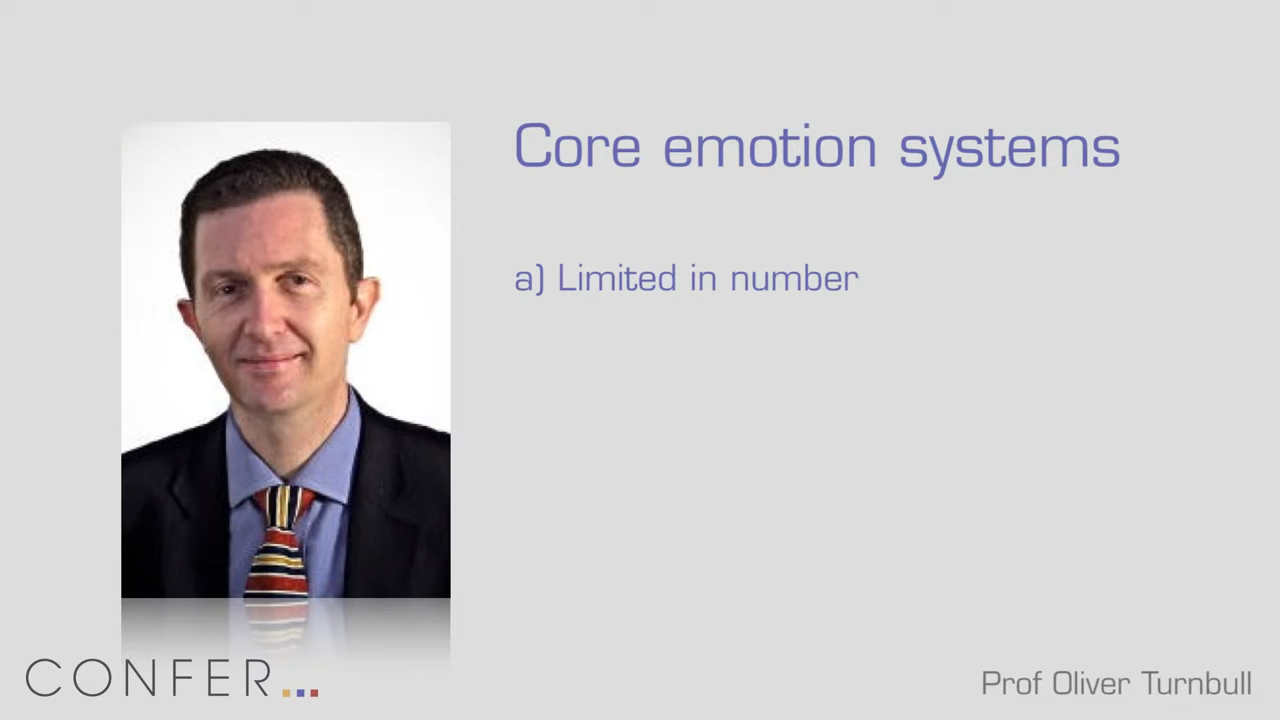 Core emotion systems
a) Limited in number
CONFER...
Prof Oliver Turnbull